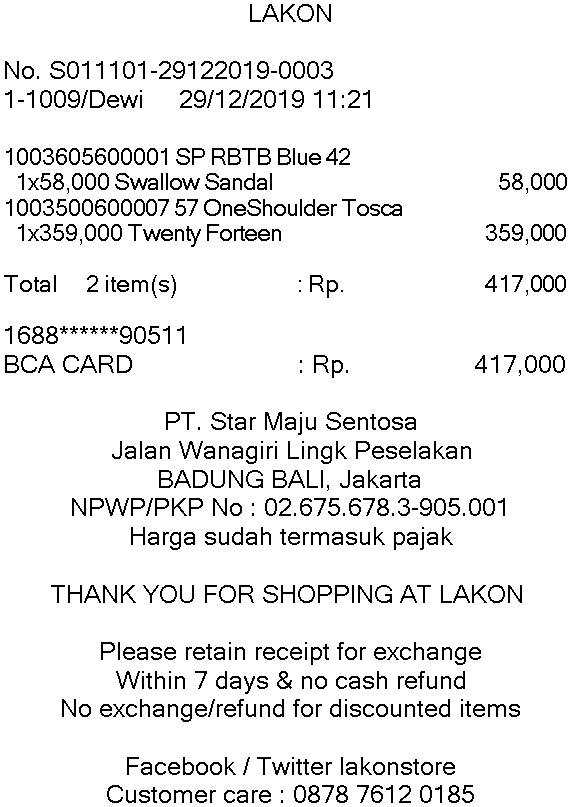 LAKON
No. S011101-29122019-0003
1-1009/Dewi 29/12/2019 11:21
1003605600001 SP RBTB Blue 42
1x58,000 Swallow Sandal 58,000
1003500600007 57 OneShoulder Tosca
1x359,000 Twenty Forteen 359,000
Total 2 item(s) : Rp. 417,000
1688******90511
BCA CARD : Rp. 417,000
PT. Star Maju Sentosa
Jalan Wanagiri Lingk Peselakan
BADUNG BALI, Jakarta
NPWP/PKP No : 02.675.678.3-905.001
Harga sudah termasuk pajak
THANK YOU FOR SHOPPING AT LAKON
Please retain receipt for exchange
Within 7 days & no cash refund
No exchange/refund for discounted items
Facebook / Twitter lakonstore
Customer care : 0878 7612 0185